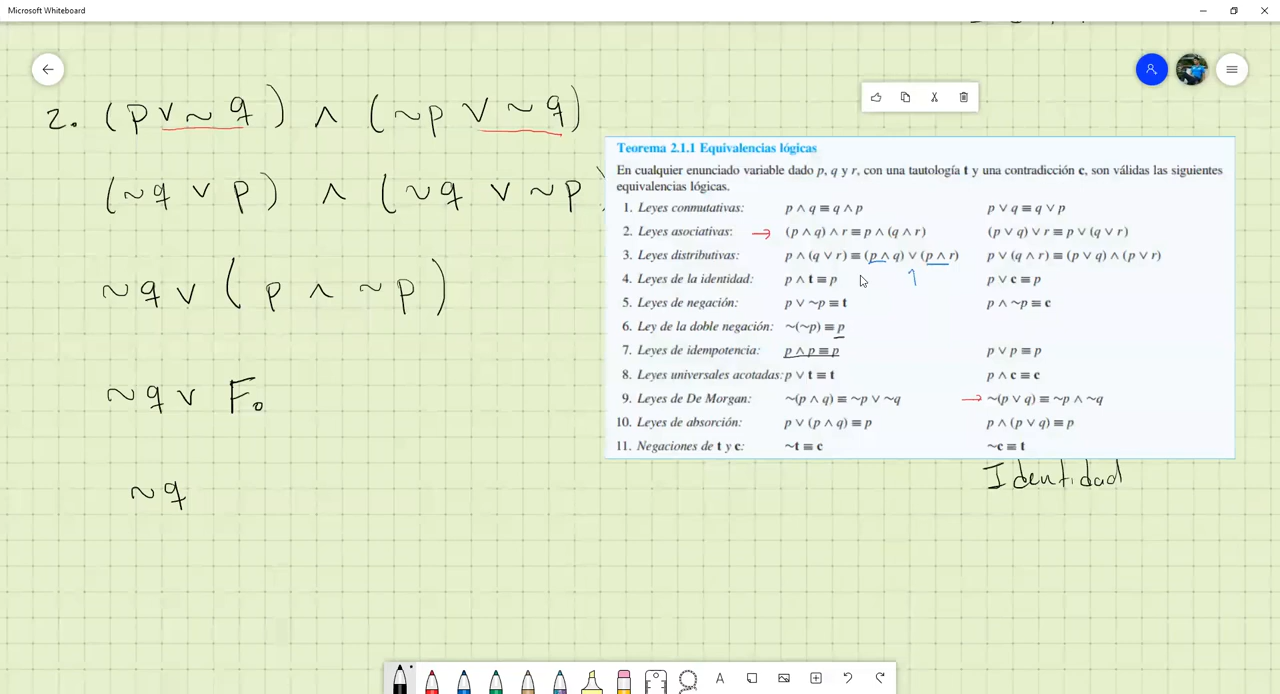 Microsoft Whiteboard
2. (p ∨ ~ q) ∧ (~p ∨ ~ q)
(~q ∨ p) ∧ (~q ∨ ~p
~q ∨ (p ∧ ~p)
~q ∨ F₀
~q
Teorema 2.1.1 Equivalencias lógicas
En cualquier enunciado variable dado p, q y r, con una tautología t y una contradicción c, son válidas las siguientes
equivalencias lógicas.
1. Leyes conmutativas: p ∧ q ≡ q ∧ p p ∨ q ≡ q ∨ p
2. Leyes asociativas: → (p ∧ q) ∧ r ≡ p ∧ (q ∧ r) (p ∨ q) ∨ r ≡ p ∨ (q ∨ r)
3. Leyes distributivas: p ∧ (q ∨ r) ≡ (p ∧ q) ∨ (p ∧ r) p ∨ (q ∧ r) ≡ (p ∨ q) ∧ (p ∨ r)
4. Leyes de la identidad: p ∧ t ≡ p p ∨ c ≡ p
5. Leyes de negación: p ∨ ~p ≡ t p ∧ ~p ≡ c
6. Ley de la doble negación: ~(~p) ≡ p
7. Leyes de idempotencia: p ∧ p ≡ p p ∨ p ≡ p
8. Leyes universales acotadas: p ∨ t ≡ t p ∧ c ≡ c
9. Leyes de De Morgan: ~(p ∧ q) ≡ ~p ∨ ~q → ~(p ∨ q) ≡ ~p ∧ ~q
10. Leyes de absorción: p ∨ (p ∧ q) ≡ p p ∧ (p ∨ q) ≡ p
11. Negaciones de t y c: ~t ≡ c ~c ≡ t
Identidad
A